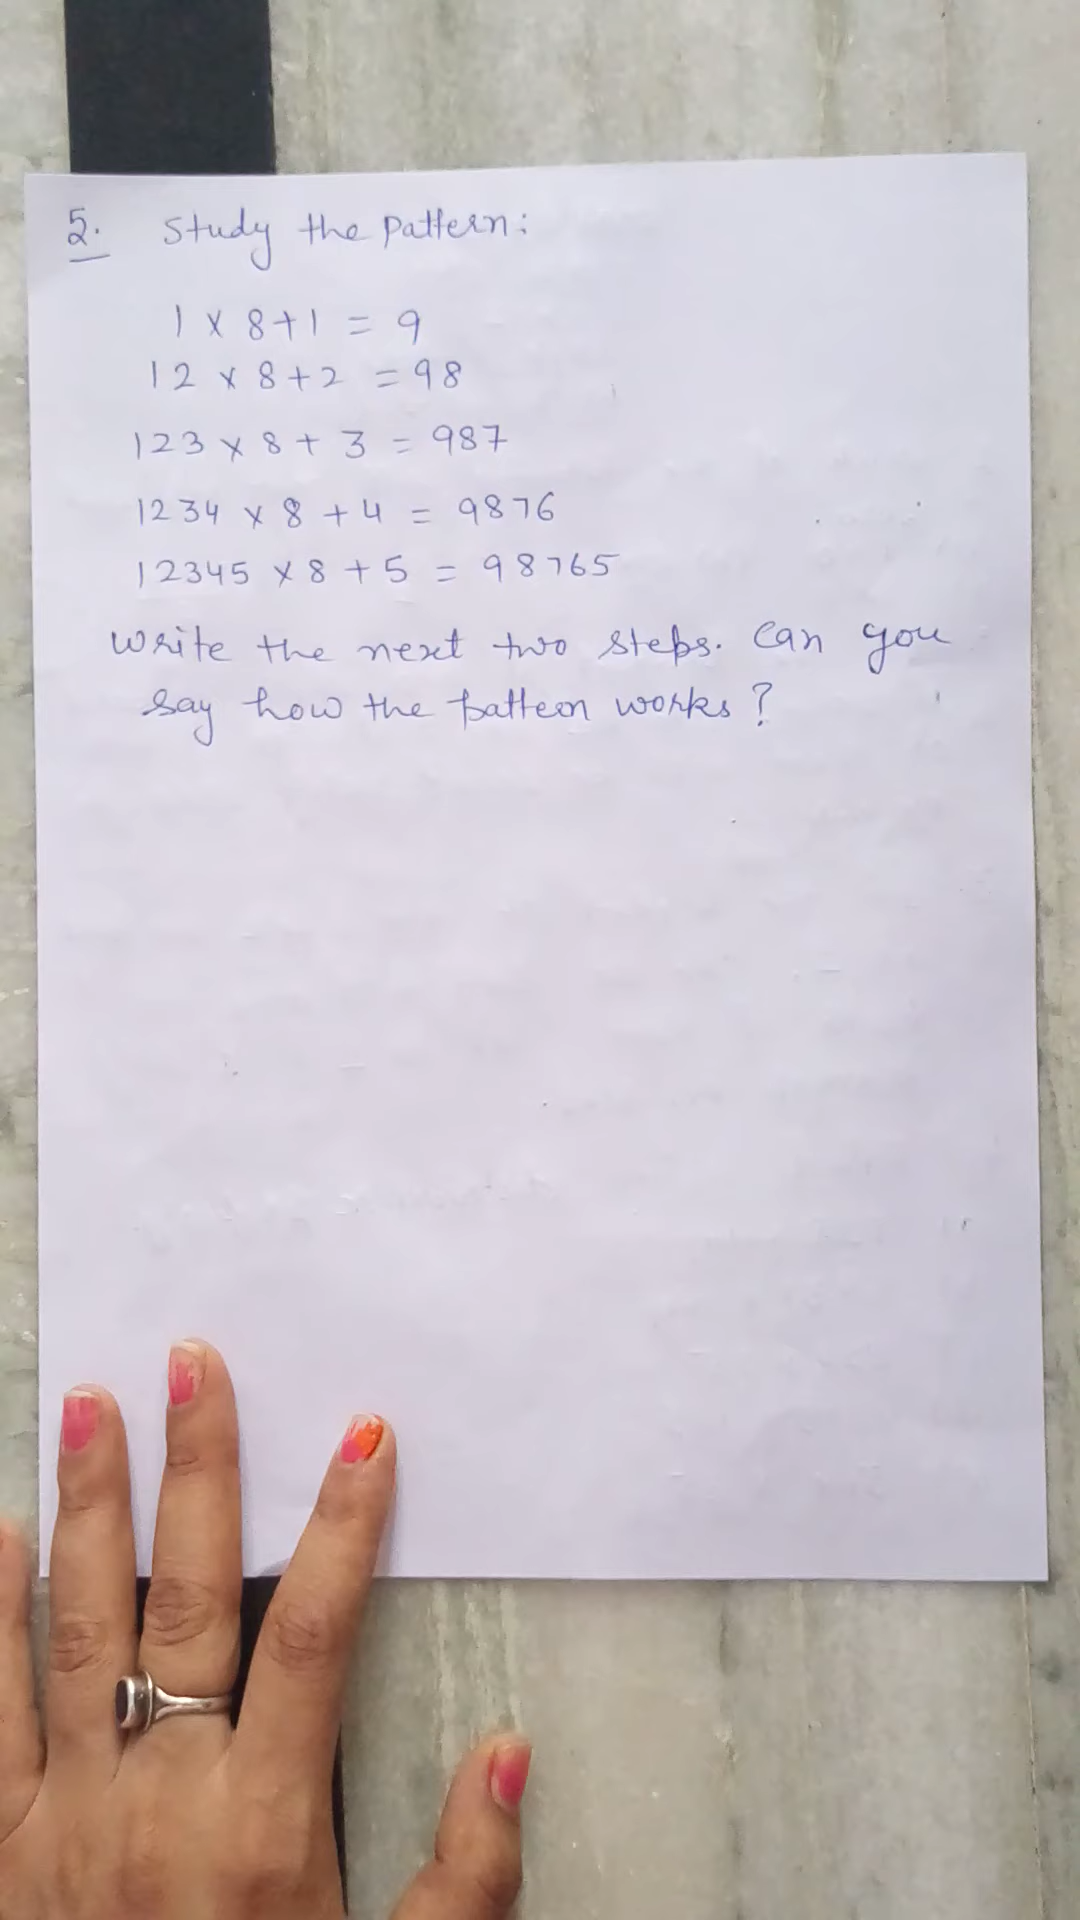 5. Study the Pattern:
1 x 8+1 = 9
12 x 8+2 = 98
123 x 8 + 3 = 987
1234 x 8 + 4 = 9876
12345 x 8 + 5 = 98765
Write the next two steps. Can you
say how the pattern works?